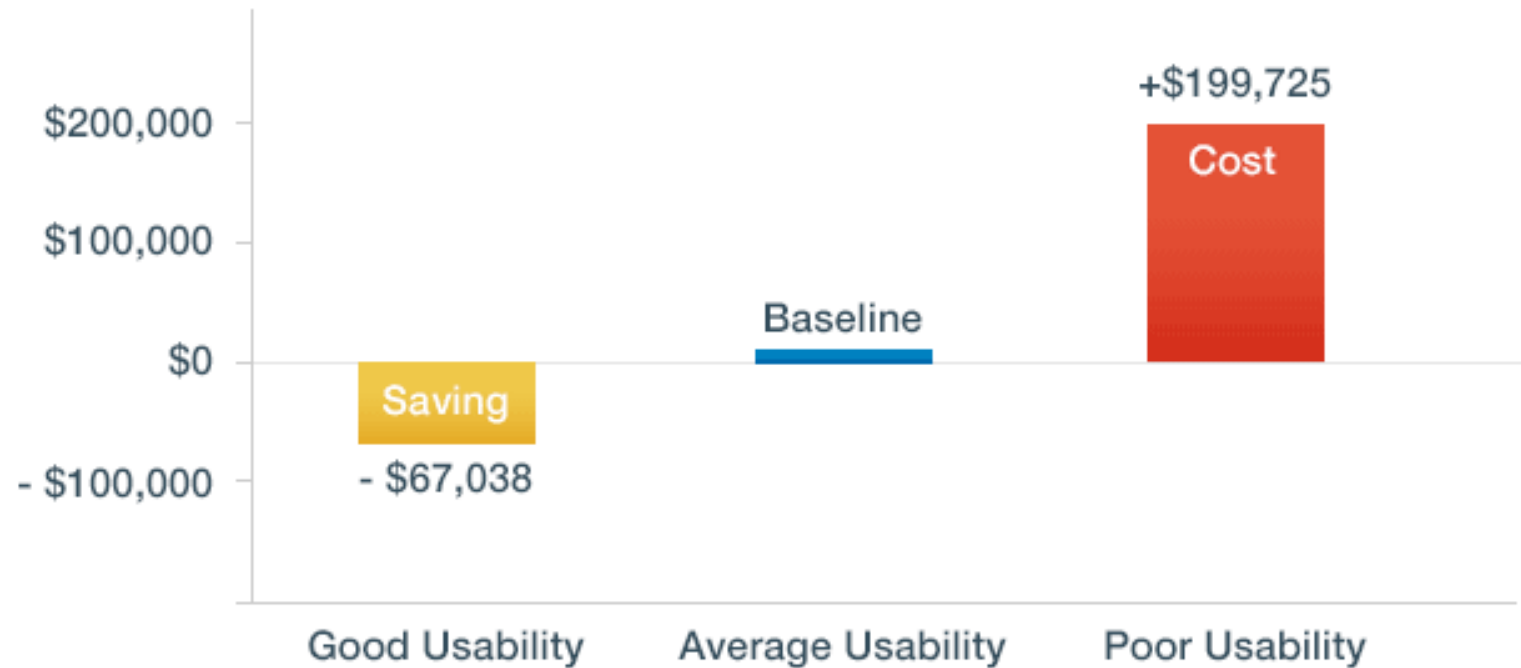 +$199,725
$200,000
Cost
$100,000
Baseline
$0
Saving
- $100,000
- $67,038
Good Usability
Average Usability
Poor Usability